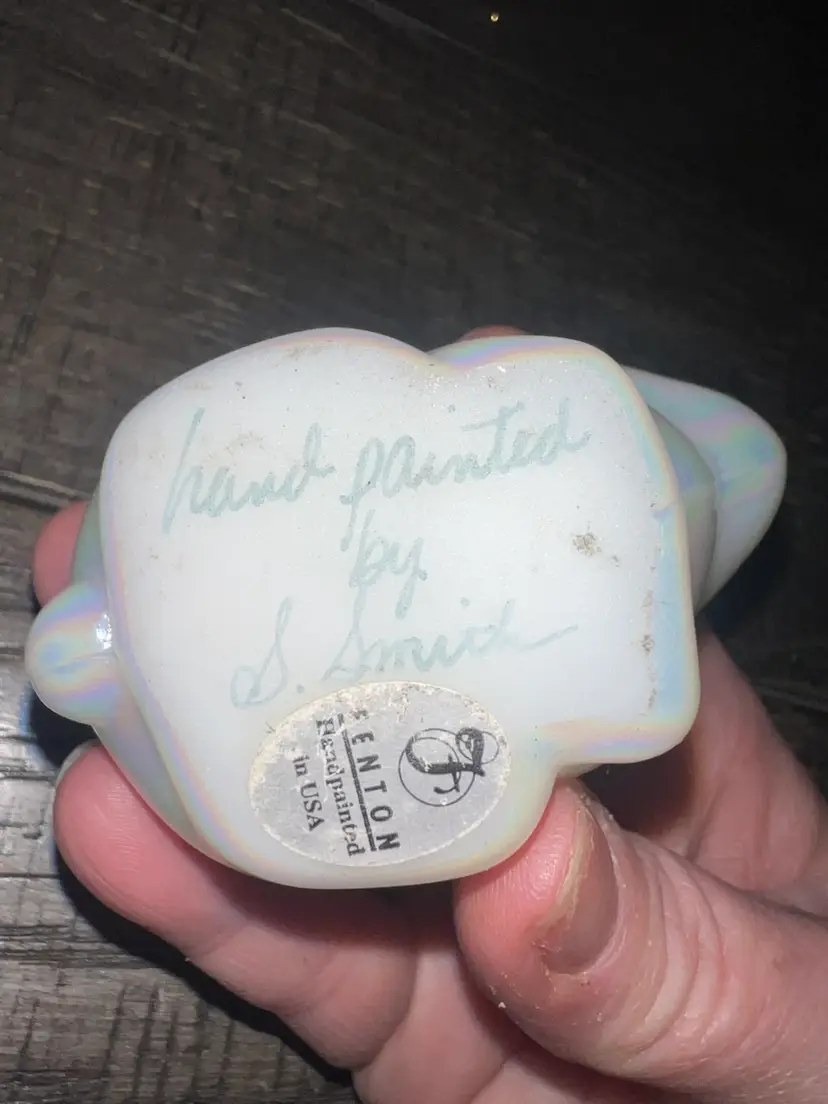 hand painted
by
S. Smith
F
FENTON
Handpainted
in USA